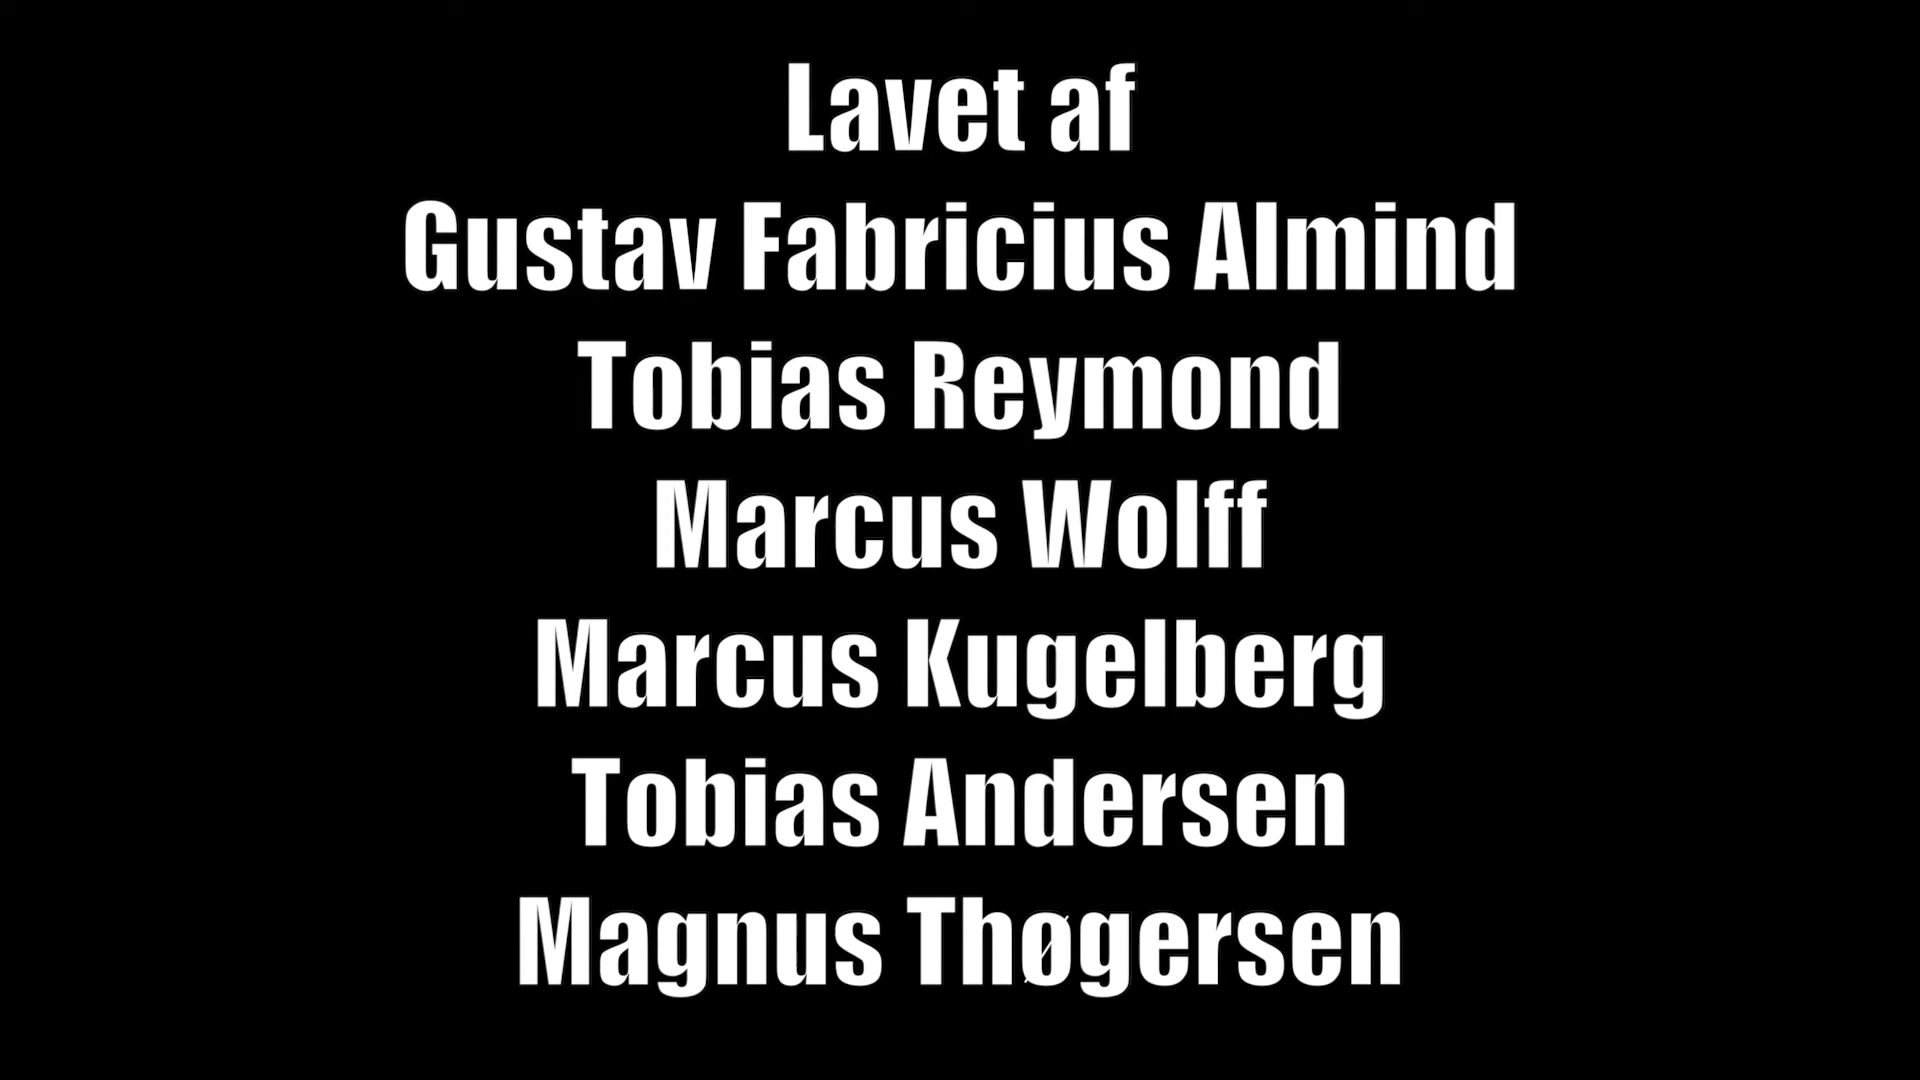 Lavet af
Gustav Fabricius Almind
Tobias Reymond
Marcus Wolff
Marcus Kugelberg
Tobias Andersen
Magnus Thøgersen